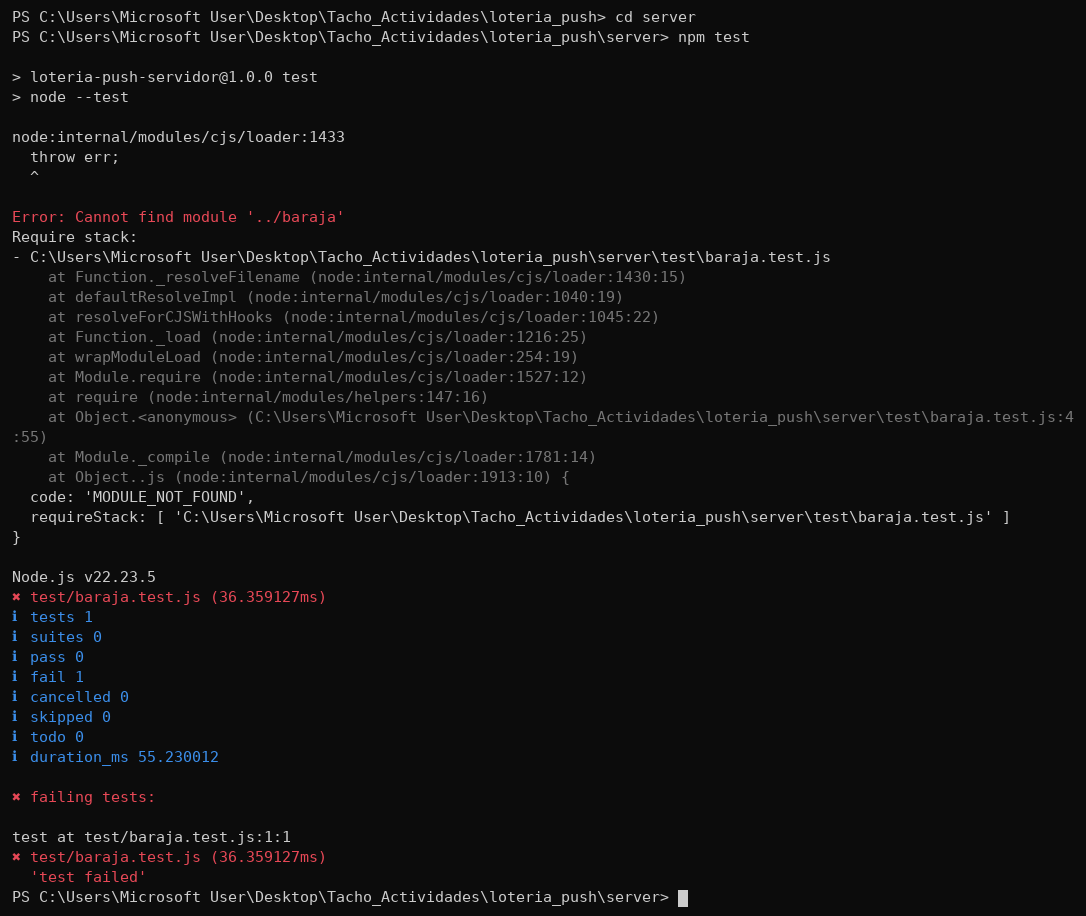 PS C:\Users\Microsoft User\Desktop\Tacho_Actividades\loteria_push> cd server
PS C:\Users\Microsoft User\Desktop\Tacho_Actividades\loteria_push\server> npm test

> loteria-push-servidor@1.0.0 test
> node --test

node:internal/modules/cjs/loader:1433
  throw err;
  ^

Error: Cannot find module '../baraja'
Require stack:
- C:\Users\Microsoft User\Desktop\Tacho_Actividades\loteria_push\server\test\baraja.test.js
    at Function._resolveFilename (node:internal/modules/cjs/loader:1430:15)
    at defaultResolveImpl (node:internal/modules/cjs/loader:1040:19)
    at resolveForCJSWithHooks (node:internal/modules/cjs/loader:1045:22)
    at Function._load (node:internal/modules/cjs/loader:1216:25)
    at wrapModuleLoad (node:internal/modules/cjs/loader:254:19)
    at Module.require (node:internal/modules/cjs/loader:1527:12)
    at require (node:internal/modules/helpers:147:16)
    at Object.<anonymous> (C:\Users\Microsoft User\Desktop\Tacho_Actividades\loteria_push\server\test\baraja.test.js:4
:55)
    at Module._compile (node:internal/modules/cjs/loader:1781:14)
    at Object..js (node:internal/modules/cjs/loader:1913:10) {
  code: 'MODULE_NOT_FOUND',
  requireStack: [ 'C:\Users\Microsoft User\Desktop\Tacho_Actividades\loteria_push\server\test\baraja.test.js' ]
}

Node.js v22.23.5
✖ test/baraja.test.js (36.359127ms)
ℹ tests 1
ℹ suites 0
ℹ pass 0
ℹ fail 1
ℹ cancelled 0
ℹ skipped 0
ℹ todo 0
ℹ duration_ms 55.230012

✖ failing tests:

test at test/baraja.test.js:1:1
✖ test/baraja.test.js (36.359127ms)
  'test failed'
PS C:\Users\Microsoft User\Desktop\Tacho_Actividades\loteria_push\server>